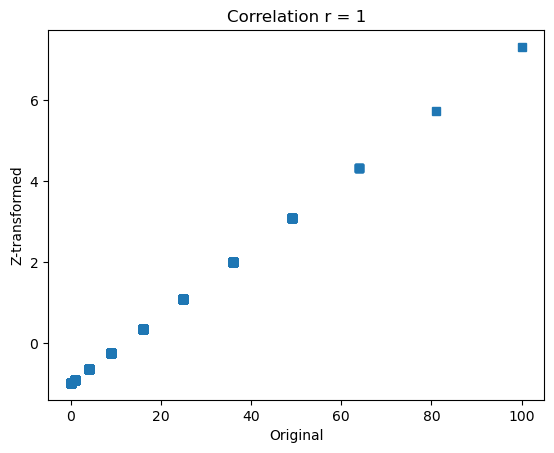 Correlation r = 1
Z-transformed
6
4
2
0
0 20 40 60 80 100
Original